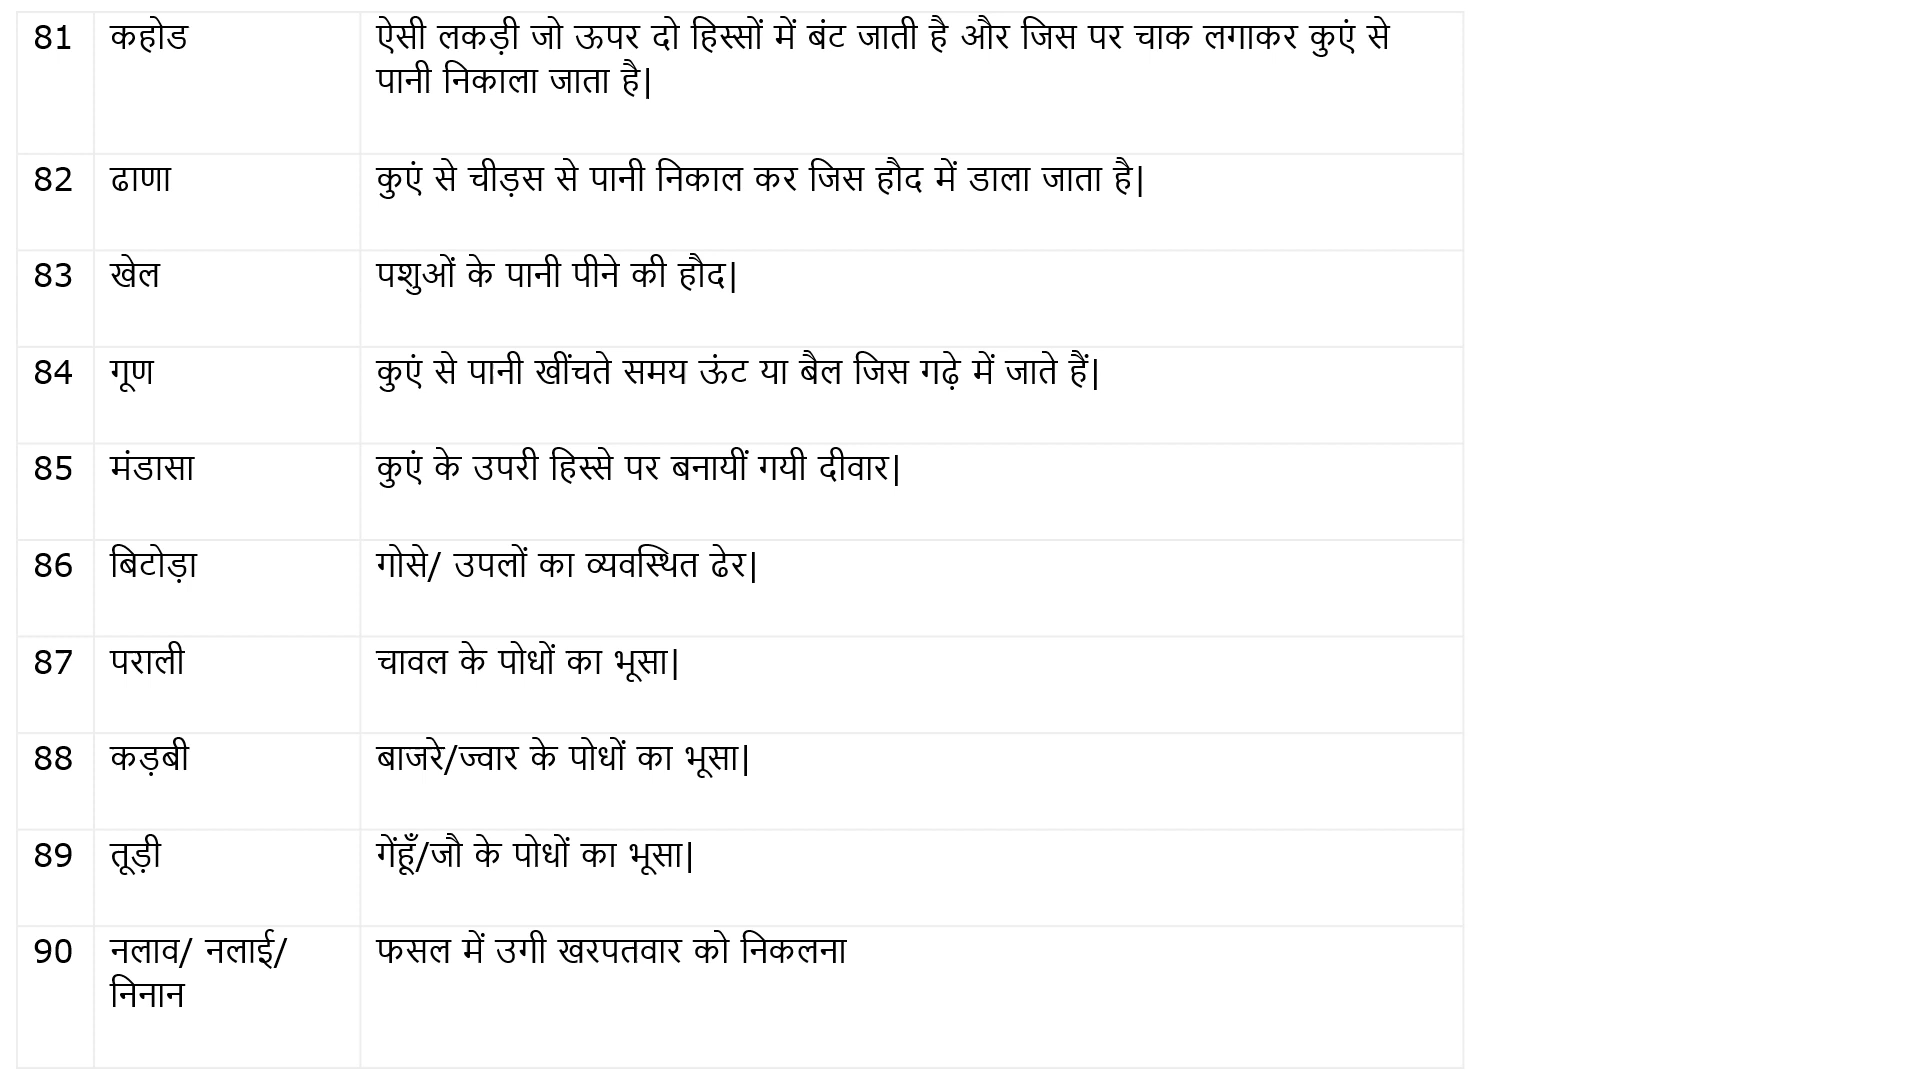 81 कहोड ऐसी लकड़ी जो ऊपर दो हिस्सों में बंट जाती है और जिस पर चाक लगाकर कुएं से
पानी निकाला जाता है|
82 ढाणा कुएं से चीड़स से पानी निकाल कर जिस हौद में डाला जाता है|
83 खेल पशुओं के पानी पीने की हौद|
84 गूण कुएं से पानी खींचते समय ऊंट या बैल जिस गढ़े में जाते हैं|
85 मंडासा कुएं के उपरी हिस्से पर बनायीं गयी दीवार|
86 बिटोड़ा गोसे/ उपलों का व्यवस्थित ढेर|
87 पराली चावल के पोधों का भूसा|
88 कड़बी बाजरे/ज्वार के पोधों का भूसा|
89 तूड़ी गेंहूँ/जौ के पोधों का भूसा|
90 नलाव/ नलाई/ फसल में उगी खरपतवार को निकलना
निनान